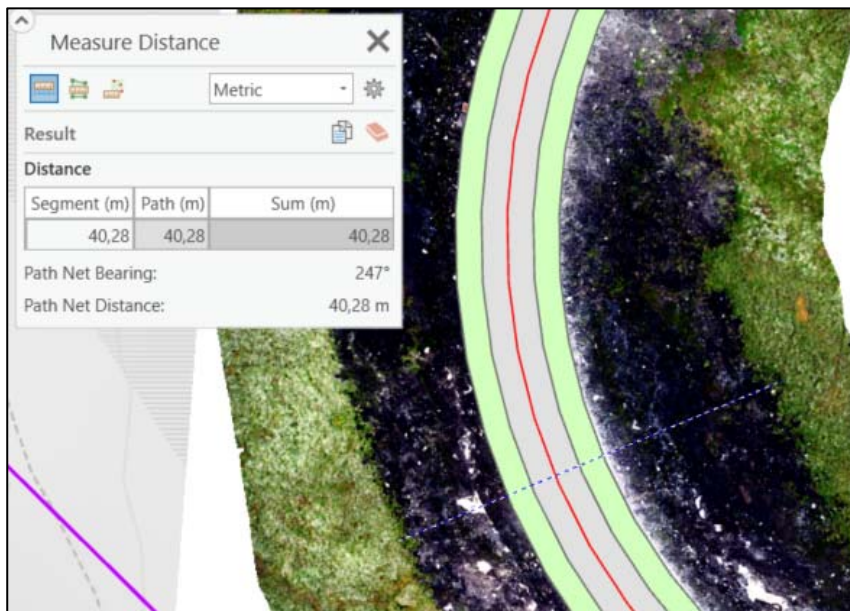 Measure Distance
Metric
Result
Distance
Segment (m) Path (m) Sum (m)
40,28 40,28 40,28
Path Net Bearing: 247°
Path Net Distance: 40,28 m